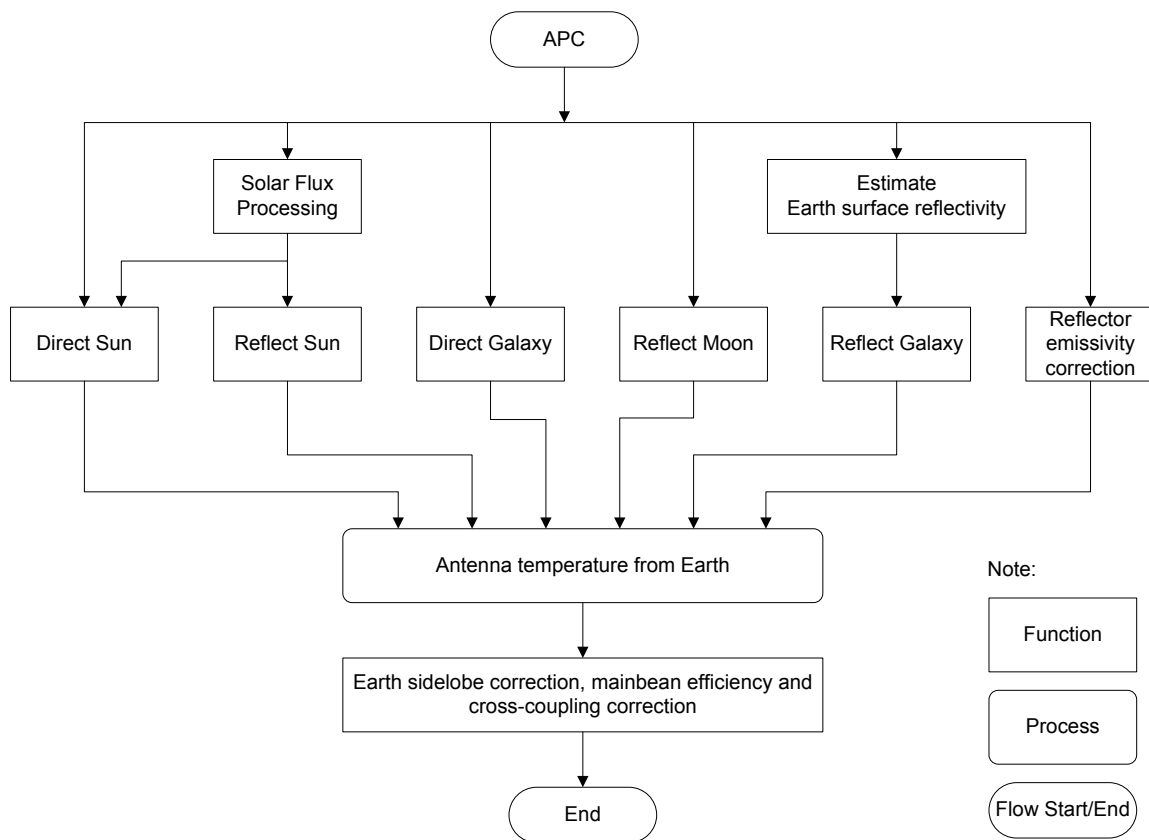 APC
Solar Flux
Processing
Estimate
Earth surface reflectivity
Direct Sun
Reflect Sun
Direct Galaxy
Reflect Moon
Reflect Galaxy
Reflector
emissivity
correction
Antenna temperature from Earth
Earth sidelobe correction, mainbean efficiency and
cross-coupling correction
End
Note:
Function
Process
Flow Start/End